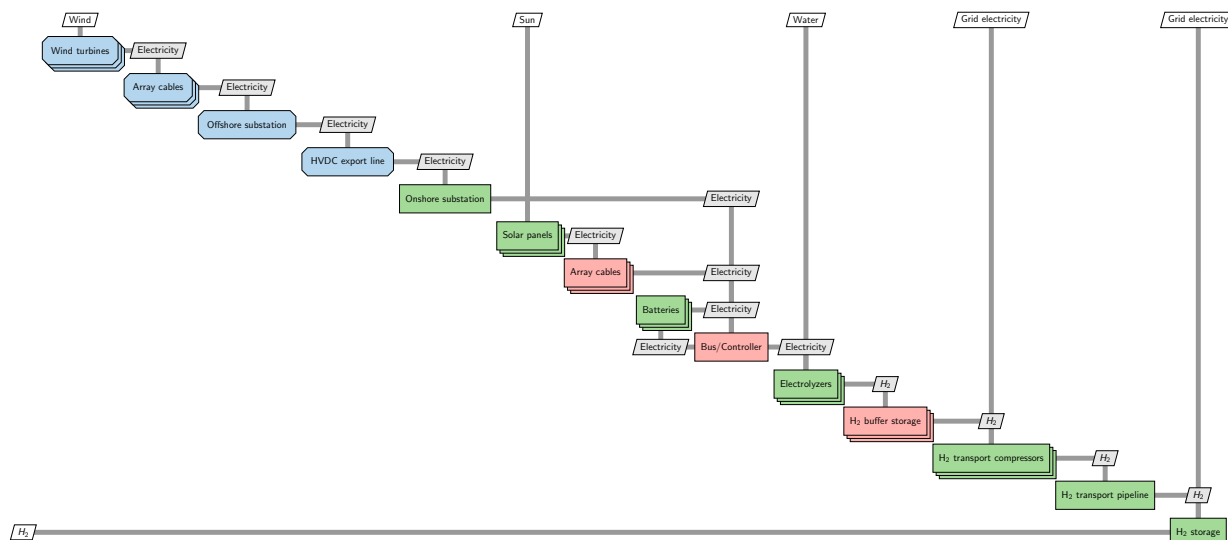 Wind
Sun
Water
Grid electricity
Grid electricity
Wind turbines
Electricity
Array cables
Electricity
Offshore substation
Electricity
HVDC export line
Electricity
Onshore substation
Electricity
Solar panels
Electricity
Array cables
Electricity
Batteries
Electricity
Electricity
Bus/Controller
Electricity
Electrolyzers
H₂
H₂ buffer storage
H₂
H₂ transport compressors
H₂
H₂ transport pipeline
H₂
H₂
H₂ storage